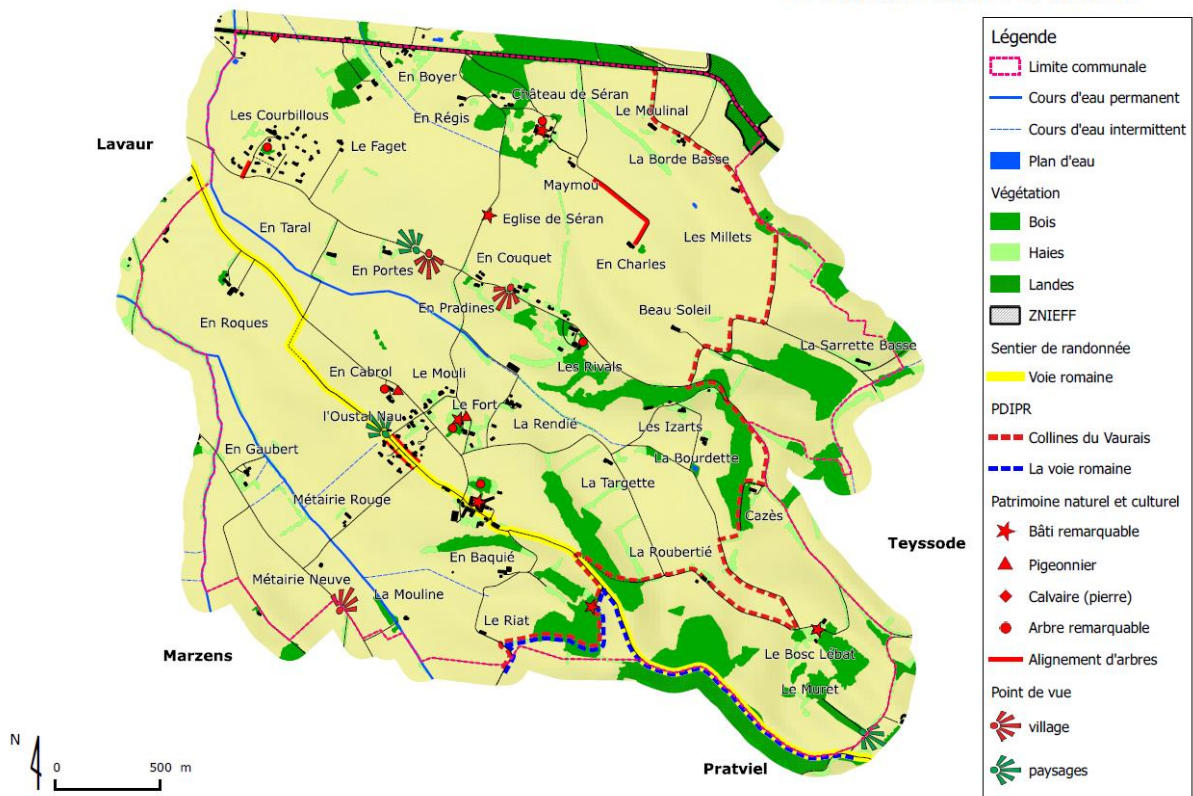 En Boyer
Château de Séran
En Régis
Le Moulinal
Les Courbillous
Lavaur
Le Faget
La Borde Basse
Maymou
Eglise de Séran
En Taral
Les Millets
En Couquet
En Charles
En Portes
En Pradines
Beau Soleil
En Roques
La Sarrette Basse
Les Rivals
En Cabrol
Le Mouli
Le Fort
l'Oustal Nau
La Rendié
Les Izarts
En Gaubert
La Bourdette
La Targette
Métairie Rouge
Cazès
Teyssode
La Roubertié
En Baquié
Métairie Neuve
La Mouline
Le Riat
Marzens
Le Bosc Lébat
Le Muret
Pratviel
N
0 500 m
Légende
Limite communale
Cours d'eau permanent
Cours d'eau intermittent
Plan d'eau
Végétation
Bois
Haies
Landes
ZNIEFF
Sentier de randonnée
Voie romaine
PDIPR
Collines du Vaurais
La voie romaine
Patrimoine naturel et culturel
Bâti remarquable
Pigeonnier
Calvaire (pierre)
Arbre remarquable
Alignement d'arbres
Point de vue
village
paysages